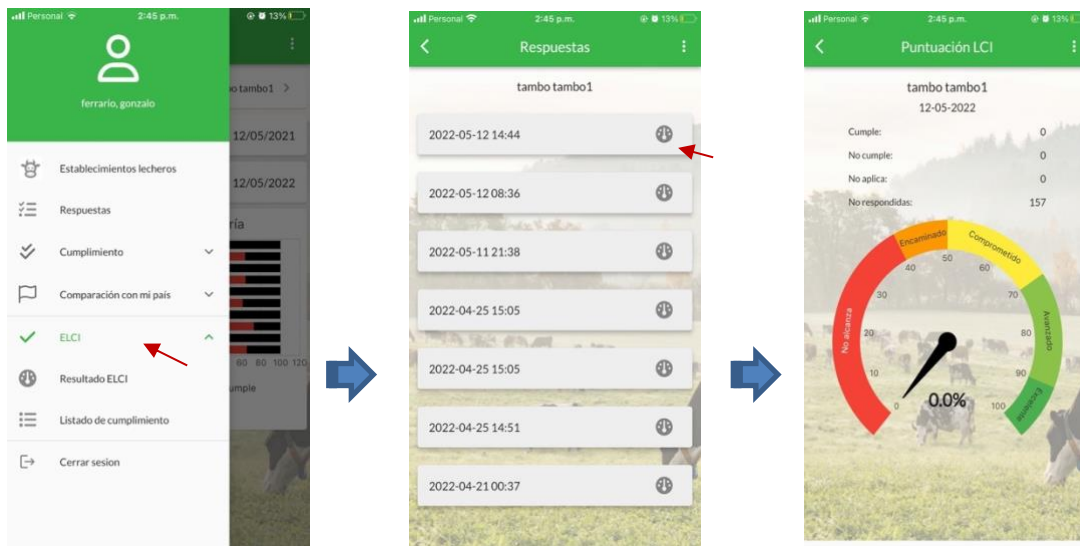 Personal 2:45 p.m. 13%
ferrario, gonzalo
o tambo1 >
12/05/2021
Establecimientos lecheros
12/05/2022
Respuestas
ría
Cumplimiento
Comparación con mi país
ELCI
60 80 100 120
Resultado ELCI
umple
Listado de cumplimiento
Cerrar sesion
Personal 2:45 p.m. 13%
Respuestas
tambo tambo1
2022-05-12 14:44
2022-05-12 08:36
2022-05-11 21:38
2022-04-25 15:05
2022-04-25 15:05
2022-04-25 14:51
2022-04-21 00:37
Personal 2:45 p.m. 13%
Puntuación LCI
tambo tambo1
12-05-2022
Cumple: 0
No cumple: 0
No aplica: 0
No respondidas: 157
Encaminado
Comprometido
40 50 60
30 70
No alcanza
20 80
Avanzado
10 90
0 0.0% 100
Excelente